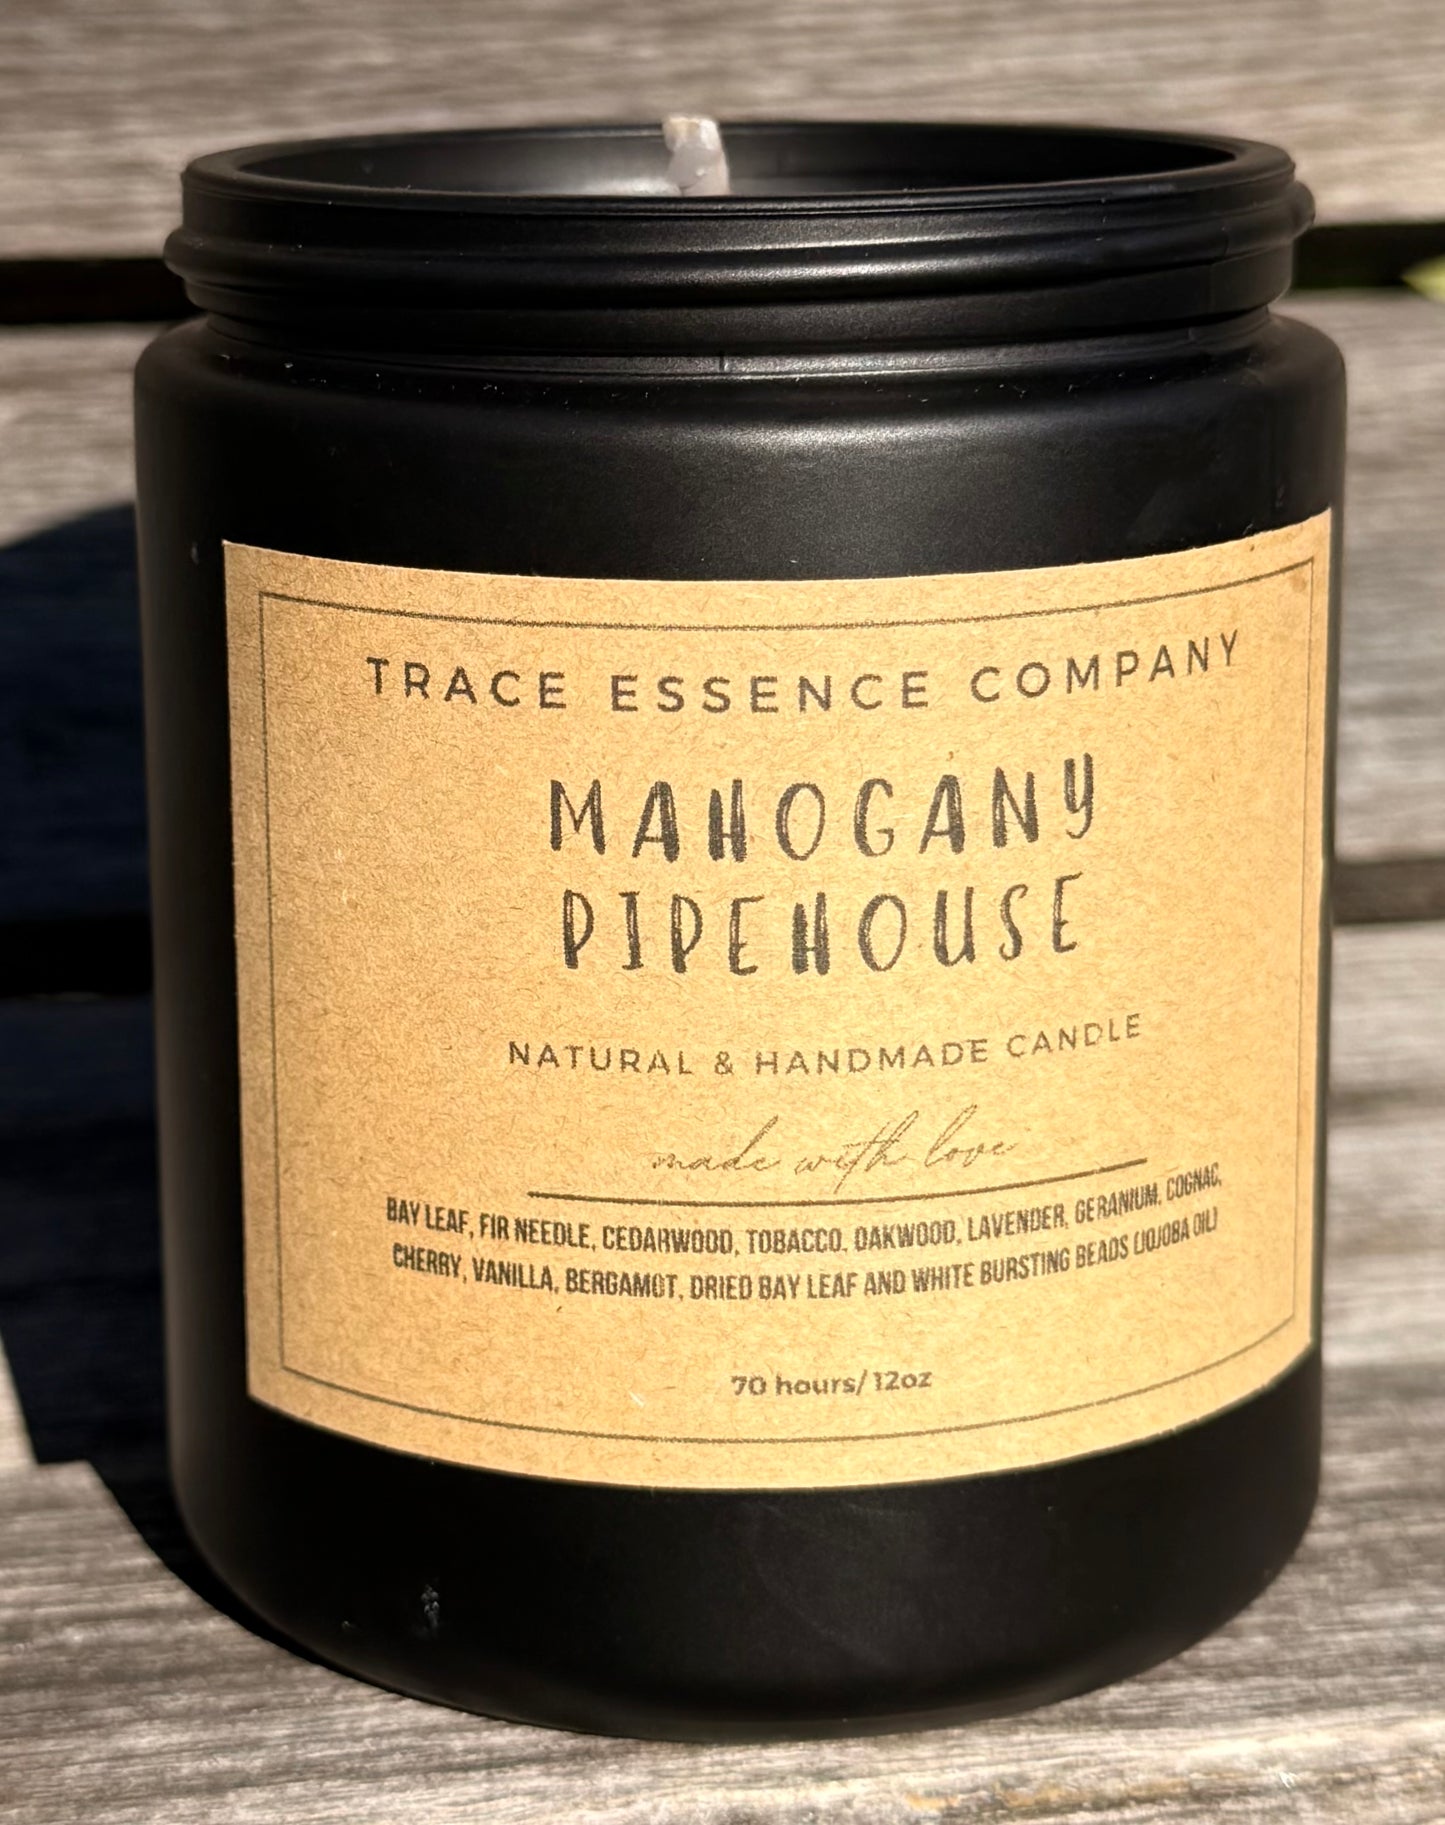 TRACE ESSENCE COMPANY
MAHOGANY
PIPEHOUSE
NATURAL & HANDMADE CANDLE
made with love
BAY LEAF, FIR NEEDLE, CEDARWOOD, TOBACCO, OAKWOOD, LAVENDER, GERANIUM, COGNAC,
CHERRY, VANILLA, BERGAMOT, DRIED BAY LEAF AND WHITE BURSTING BEADS (JOJOBA OIL)
70 hours/ 12oz